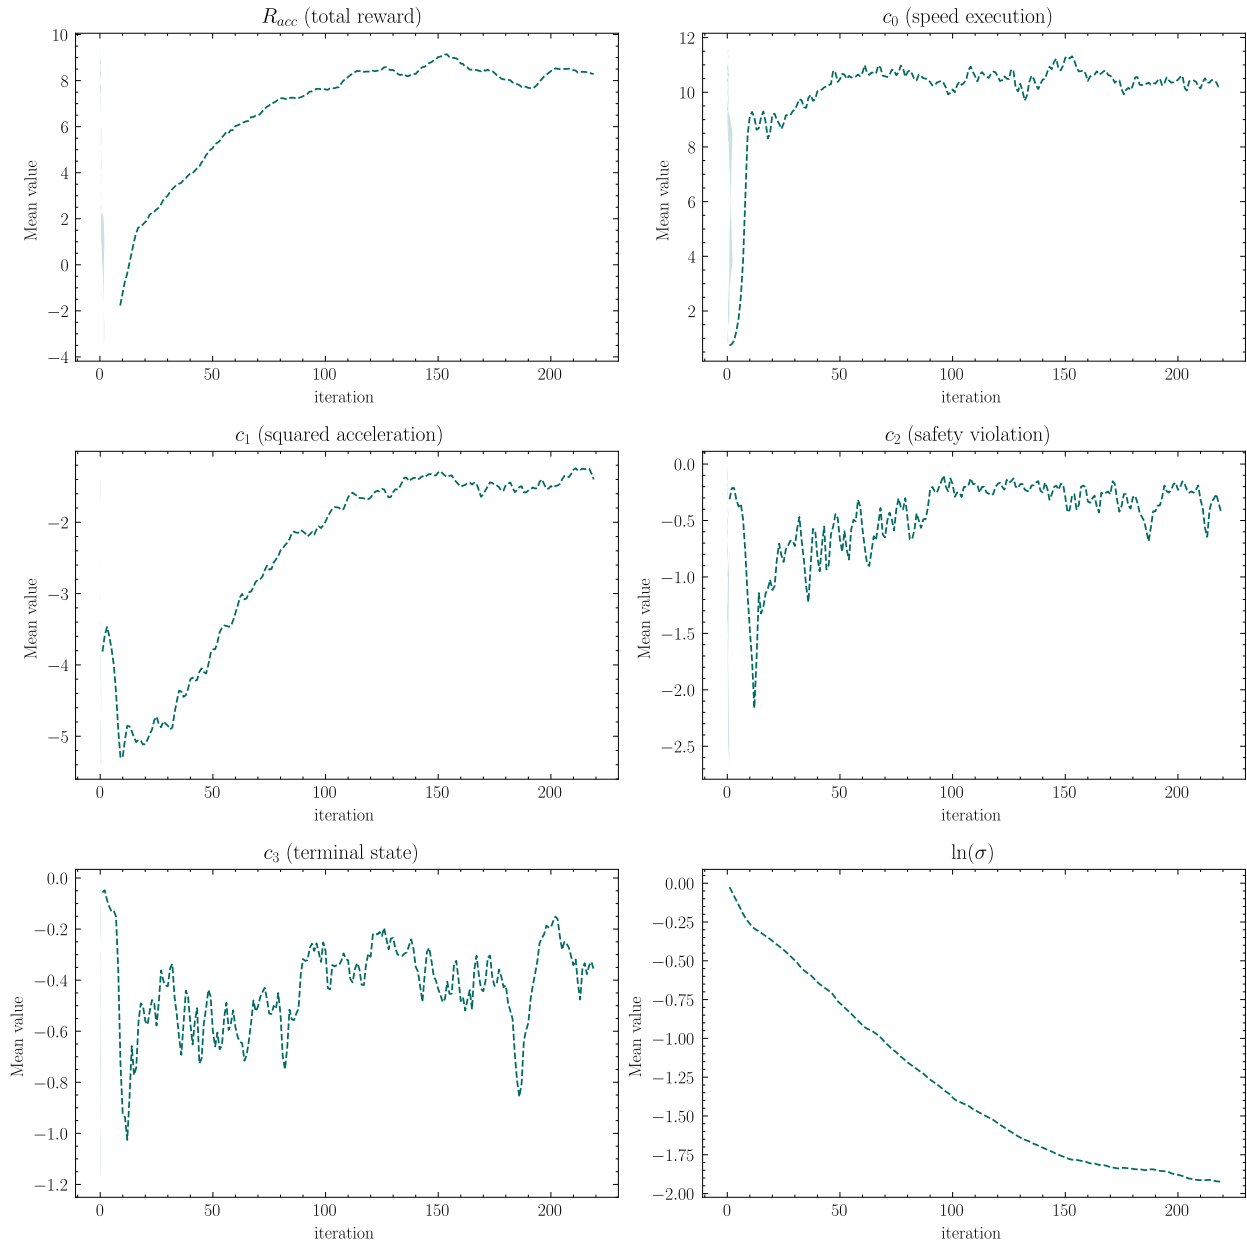 R_acc (total reward)
Mean value
10
8
6
4
2
0
−2
−4
0 50 100 150 200
iteration
c_0 (speed execution)
Mean value
12
10
8
6
4
2
0 50 100 150 200
iteration
c_1 (squared acceleration)
Mean value
−2
−3
−4
−5
0 50 100 150 200
iteration
c_2 (safety violation)
Mean value
0.0
−0.5
−1.0
−1.5
−2.0
−2.5
0 50 100 150 200
iteration
c_3 (terminal state)
Mean value
0.0
−0.2
−0.4
−0.6
−0.8
−1.0
−1.2
0 50 100 150 200
iteration
ln(σ)
Mean value
0.00
−0.25
−0.50
−0.75
−1.00
−1.25
−1.50
−1.75
−2.00
0 50 100 150 200
iteration